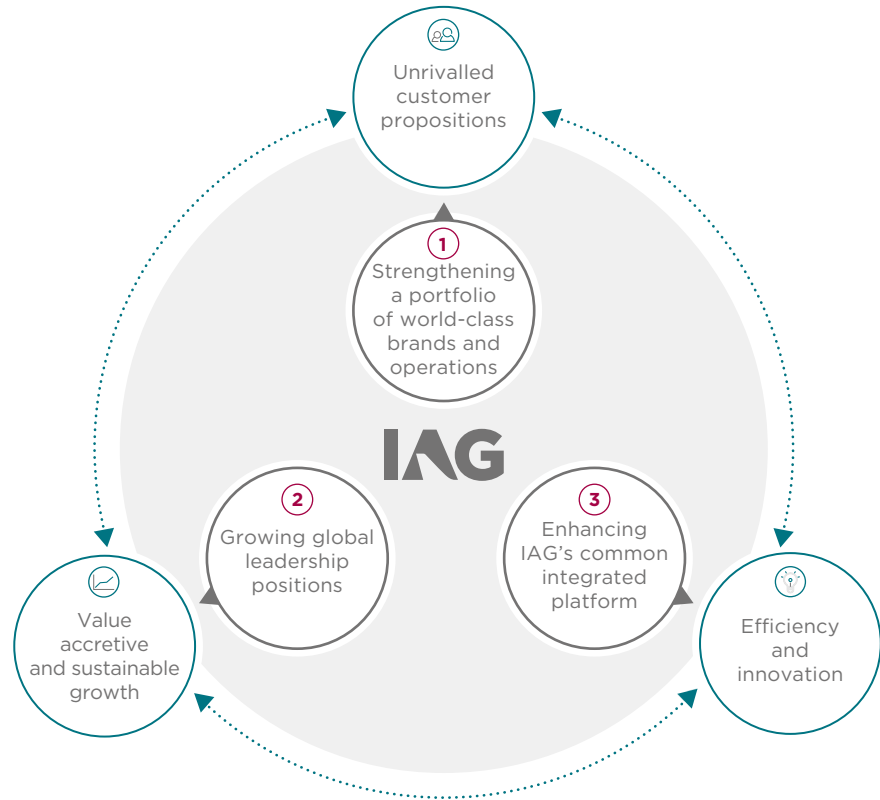 Unrivalled
customer
propositions
1
Strengthening
a portfolio
of world-class
brands and
operations
IAG
2
Growing global
leadership
positions
3
Enhancing
IAG’s common
integrated
platform
Value
accretive
and sustainable
growth
Efficiency
and
innovation